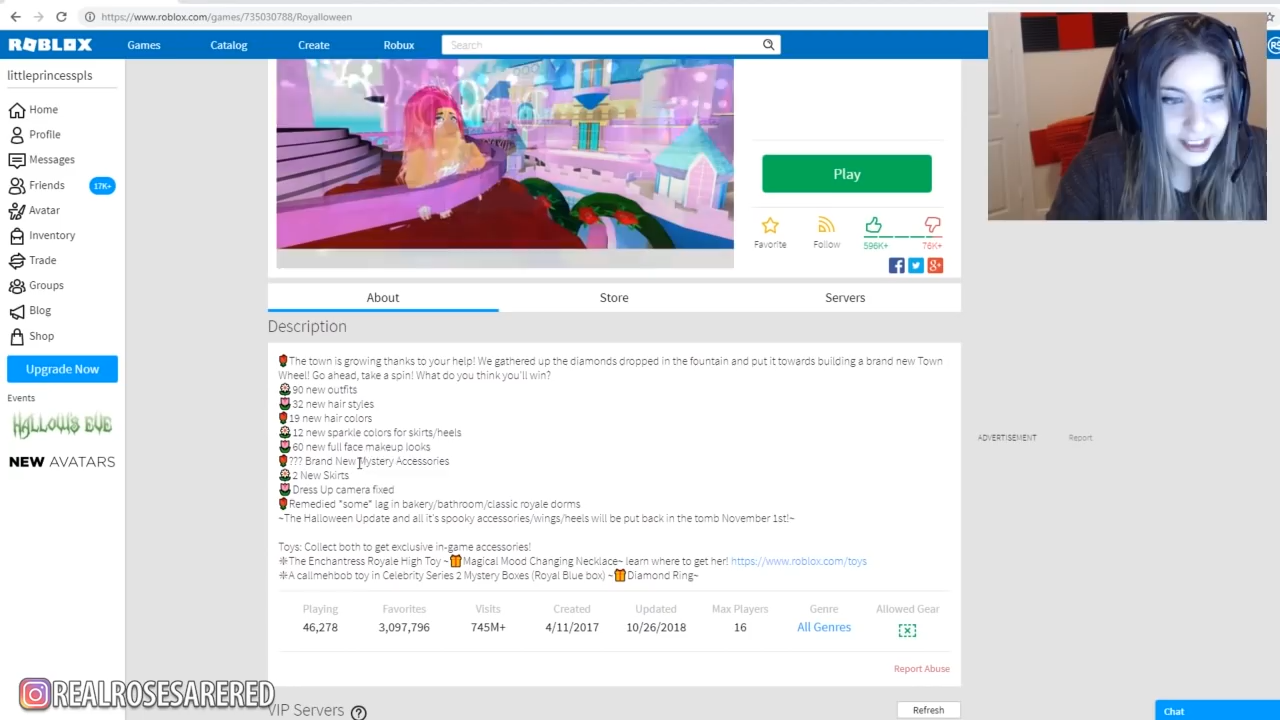 https://www.roblox.com/games/735030788/Royalloween
ROBLOX
Games
Catalog
Create
Robux
Search
littleprincesspls
Home
Profile
Messages
Friends
17K+
Avatar
Inventory
Trade
Groups
Blog
Shop
Upgrade Now
Events
HALLOW'S EVE
NEW AVATARS
Play
Favorite
Follow
596K+
76K+
About
Store
Servers
Description
🌹The town is growing thanks to your help! We gathered up the diamonds dropped in the fountain and put it towards building a brand new Town
Wheel! Go ahead, take a spin! What do you think you'll win?
🌼90 new outfits
🌷32 new hair styles
🌹19 new hair colors
🌼12 new sparkle colors for skirts/heels
🌷60 new full face makeup looks
🌹??? Brand New Mystery Accessories
🌼2 New Skirts
🌷Dress Up camera fixed
🌹Remedied *some* lag in bakery/bathroom/classic royale dorms
~The Halloween Update and all it's spooky accessories/wings/heels will be put back in the tomb November 1st!~
Toys: Collect both to get exclusive in-game accessories!
❈The Enchantress Royale High Toy ~🎁Magical Mood Changing Necklace~ learn where to get her! https://www.roblox.com/toys
❈A callmehbob toy in Celebrity Series 2 Mystery Boxes (Royal Blue box) ~🎁Diamond Ring~
Playing
Favorites
Visits
Created
Updated
Max Players
Genre
Allowed Gear
46,278
3,097,796
745M+
4/11/2017
10/26/2018
16
All Genres
Report Abuse
VIP Servers
Refresh
ADVERTISEMENT
Report
Chat
REALROSESARERED